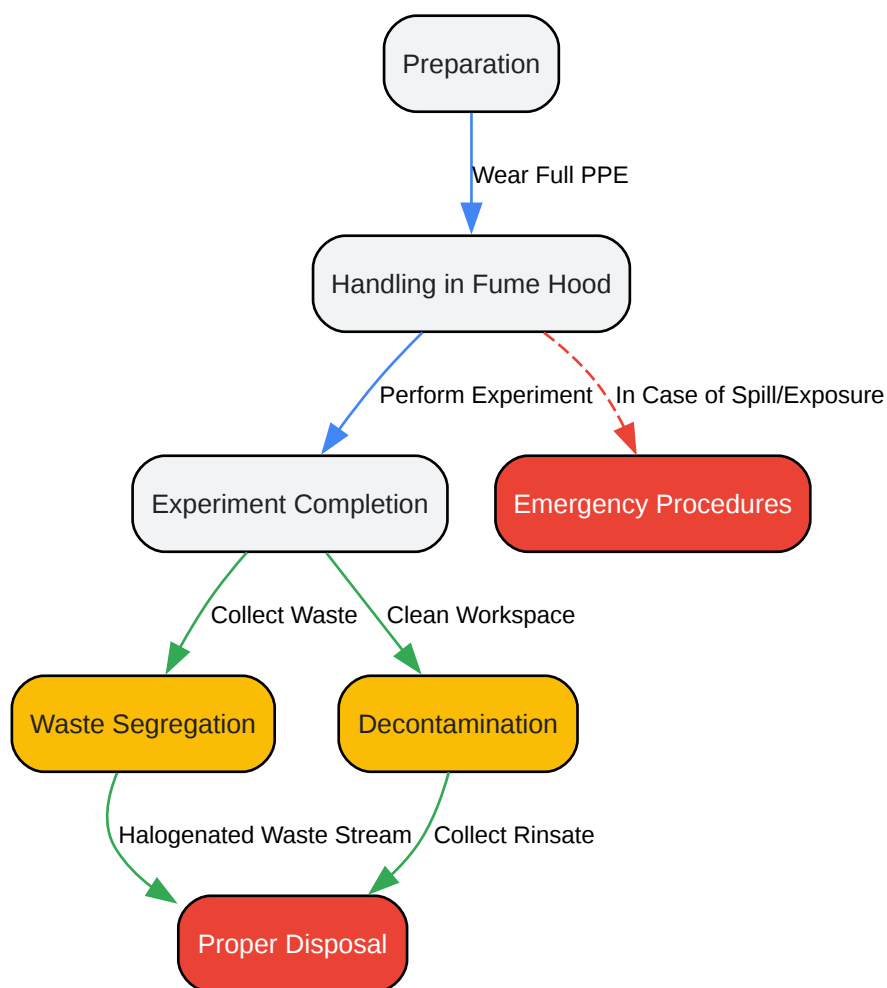 Preparation
Wear Full PPE
Handling in Fume Hood
Perform Experiment
In Case of Spill/Exposure
Experiment Completion
Emergency Procedures
Collect Waste
Clean Workspace
Waste Segregation
Decontamination
Halogenated Waste Stream
Collect Rinsate
Proper Disposal